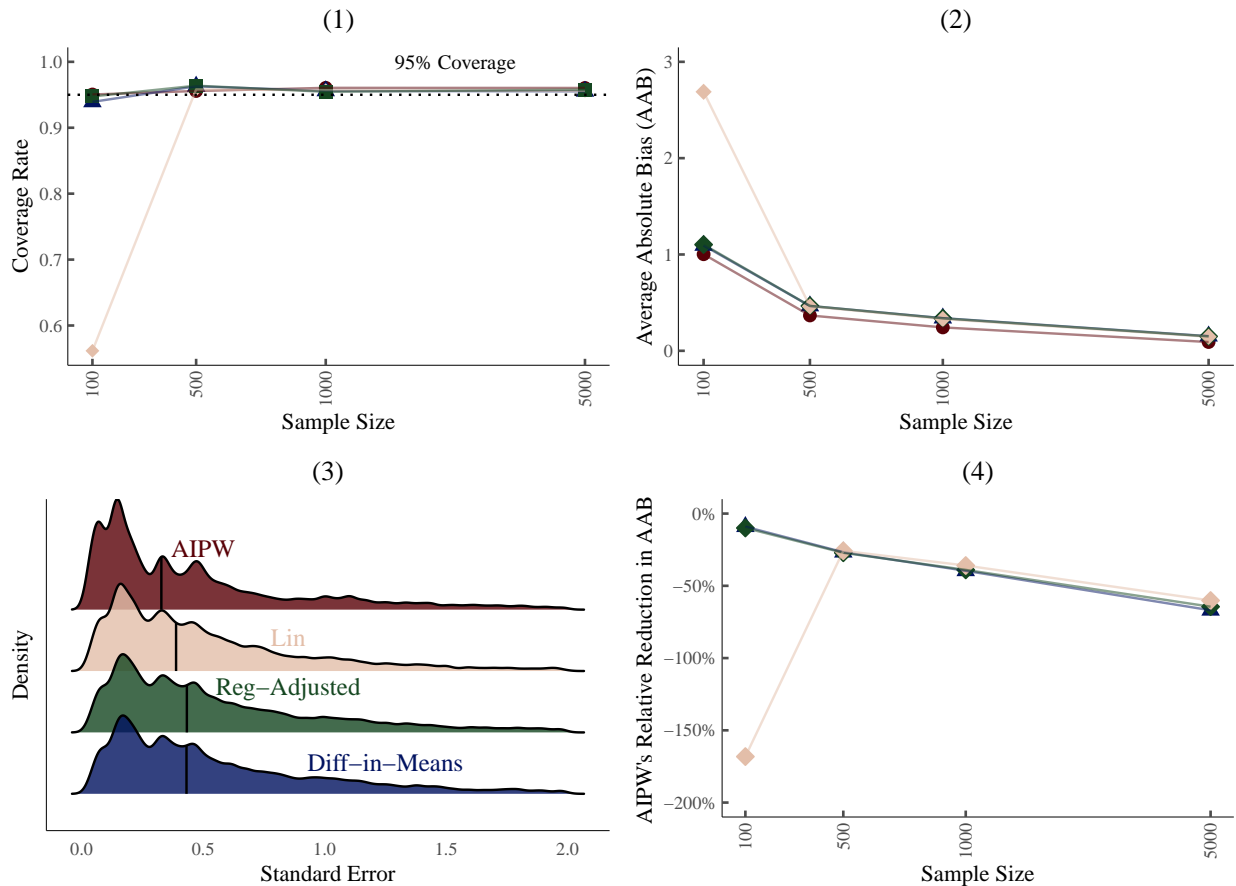 (1)
Coverage Rate
1.0
0.9
0.8
0.7
0.6
95% Coverage
100
500
1000
5000
Sample Size
(2)
Average Absolute Bias (AAB)
3
2
1
0
100
500
1000
5000
Sample Size
(3)
Density
AIPW
Lin
Reg−Adjusted
Diff−in−Means
0.0
0.5
1.0
1.5
2.0
Standard Error
(4)
AIPW's Relative Reduction in AAB
0%
−50%
−100%
−150%
−200%
100
500
1000
5000
Sample Size